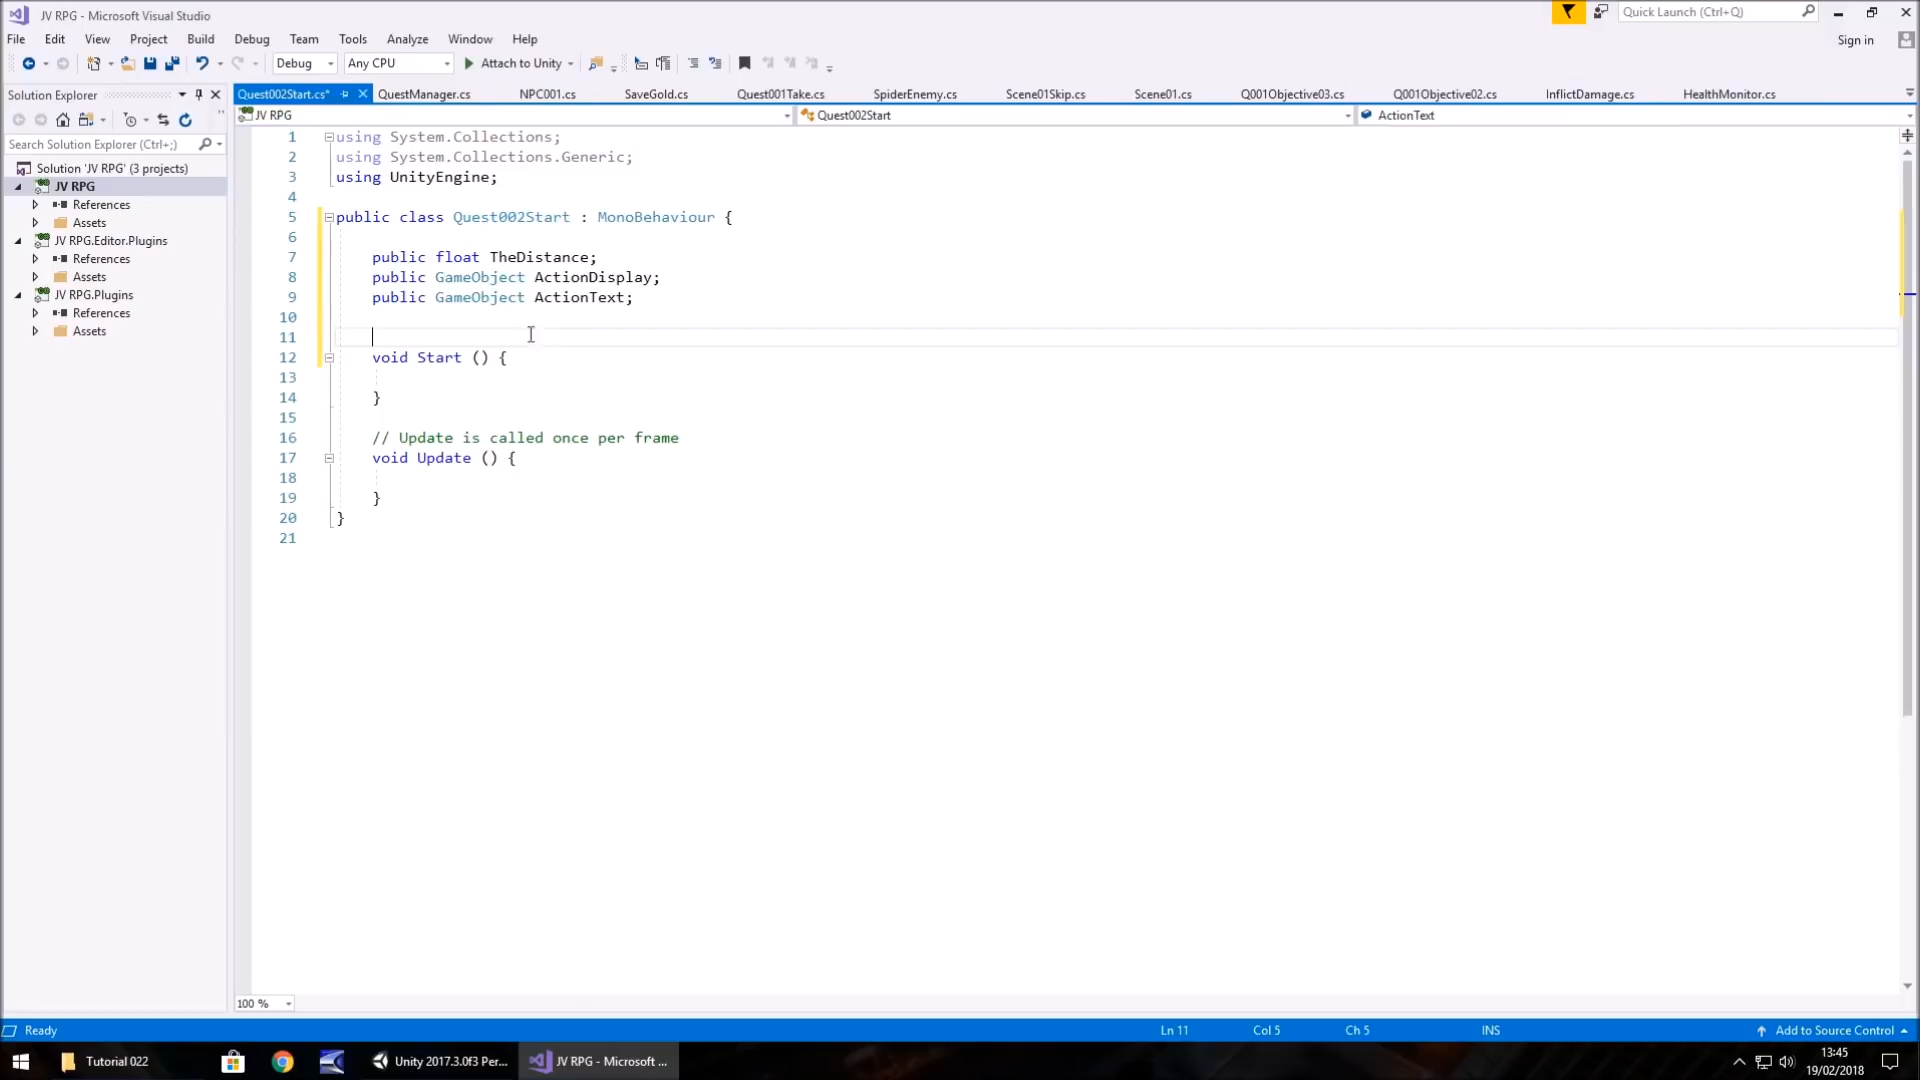 JV RPG - Microsoft Visual Studio
Quick Launch (Ctrl+Q)
File Edit View Project Build Debug Team Tools Analyze Window Help
Sign in
Debug Any CPU Attach to Unity
Solution Explorer
Quest002Start.cs* QuestManager.cs NPC001.cs SaveGold.cs Quest001Take.cs SpiderEnemy.cs Scene01Skip.cs Scene01.cs Q001Objective03.cs Q001Objective02.cs InflictDamage.cs HealthMonitor.cs
JV RPG Quest002Start ActionText
Search Solution Explorer (Ctrl+;)
Solution 'JV RPG' (3 projects)
JV RPG
References
Assets
JV RPG.Editor.Plugins
References
Assets
JV RPG.Plugins
References
Assets
1 using System.Collections;
2 using System.Collections.Generic;
3 using UnityEngine;
4
5 public class Quest002Start : MonoBehaviour {
6
7 public float TheDistance;
8 public GameObject ActionDisplay;
9 public GameObject ActionText;
10
11
12 void Start () {
13
14 }
15
16 // Update is called once per frame
17 void Update () {
18
19 }
20 }
21
100 %
Ready Ln 11 Col 5 Ch 5 INS Add to Source Control
Tutorial 022 Unity 2017.3.0f3 Per... JV RPG - Microsoft ...
13:45
19/02/2018